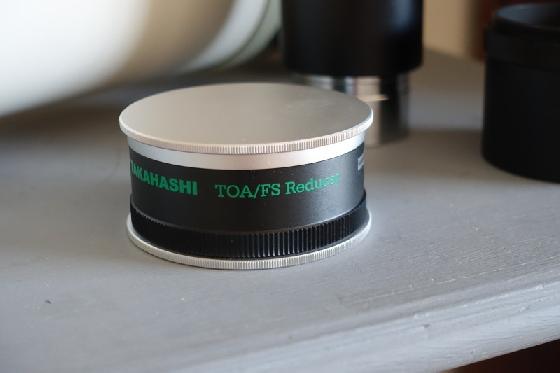 TAKAHASHI TOA/FS Reducer